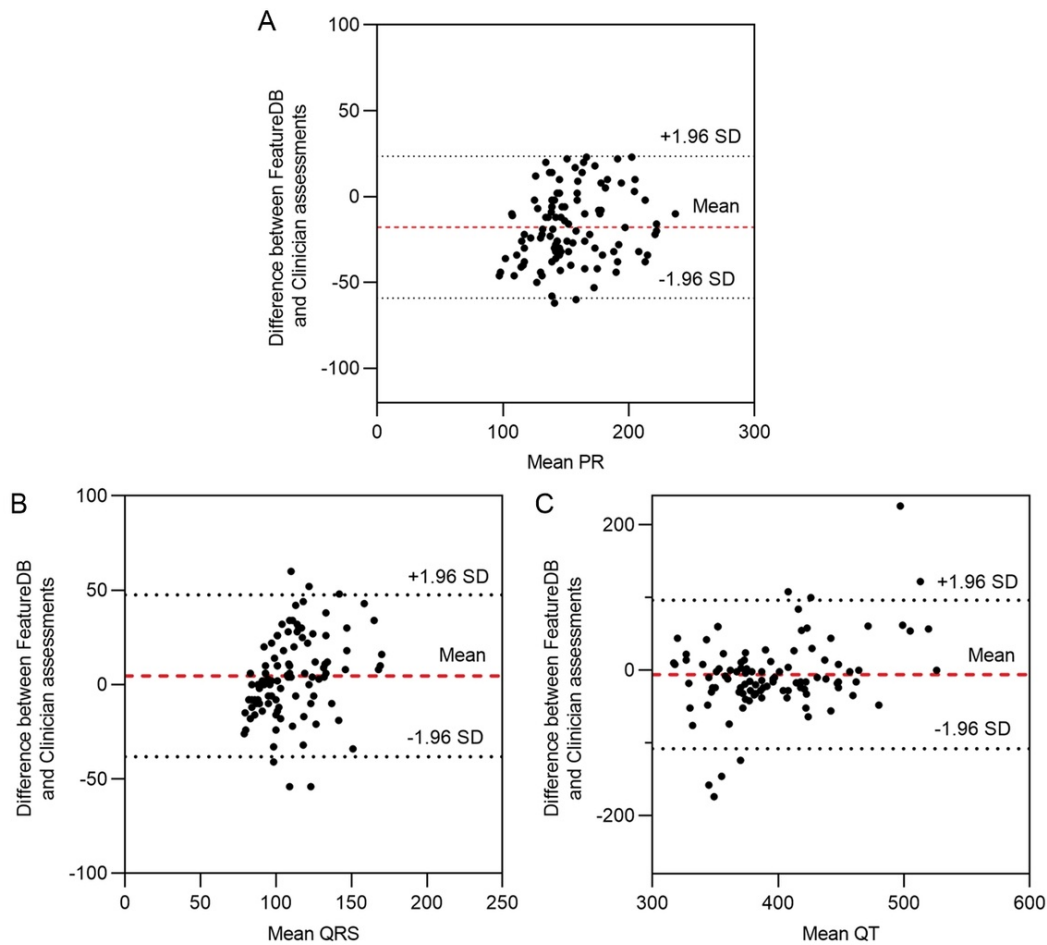 A
Difference between FeatureDB
and Clinician assessments
100
50
0
-50
-100
+1.96 SD
Mean
-1.96 SD
0
100
200
300
Mean PR
B
Difference between FeatureDB
and Clinician assessments
100
50
0
-50
-100
+1.96 SD
Mean
-1.96 SD
0
50
100
150
200
250
Mean QRS
C
Difference between FeatureDB
and Clinician assessments
200
0
-200
+1.96 SD
Mean
-1.96 SD
300
400
500
600
Mean QT